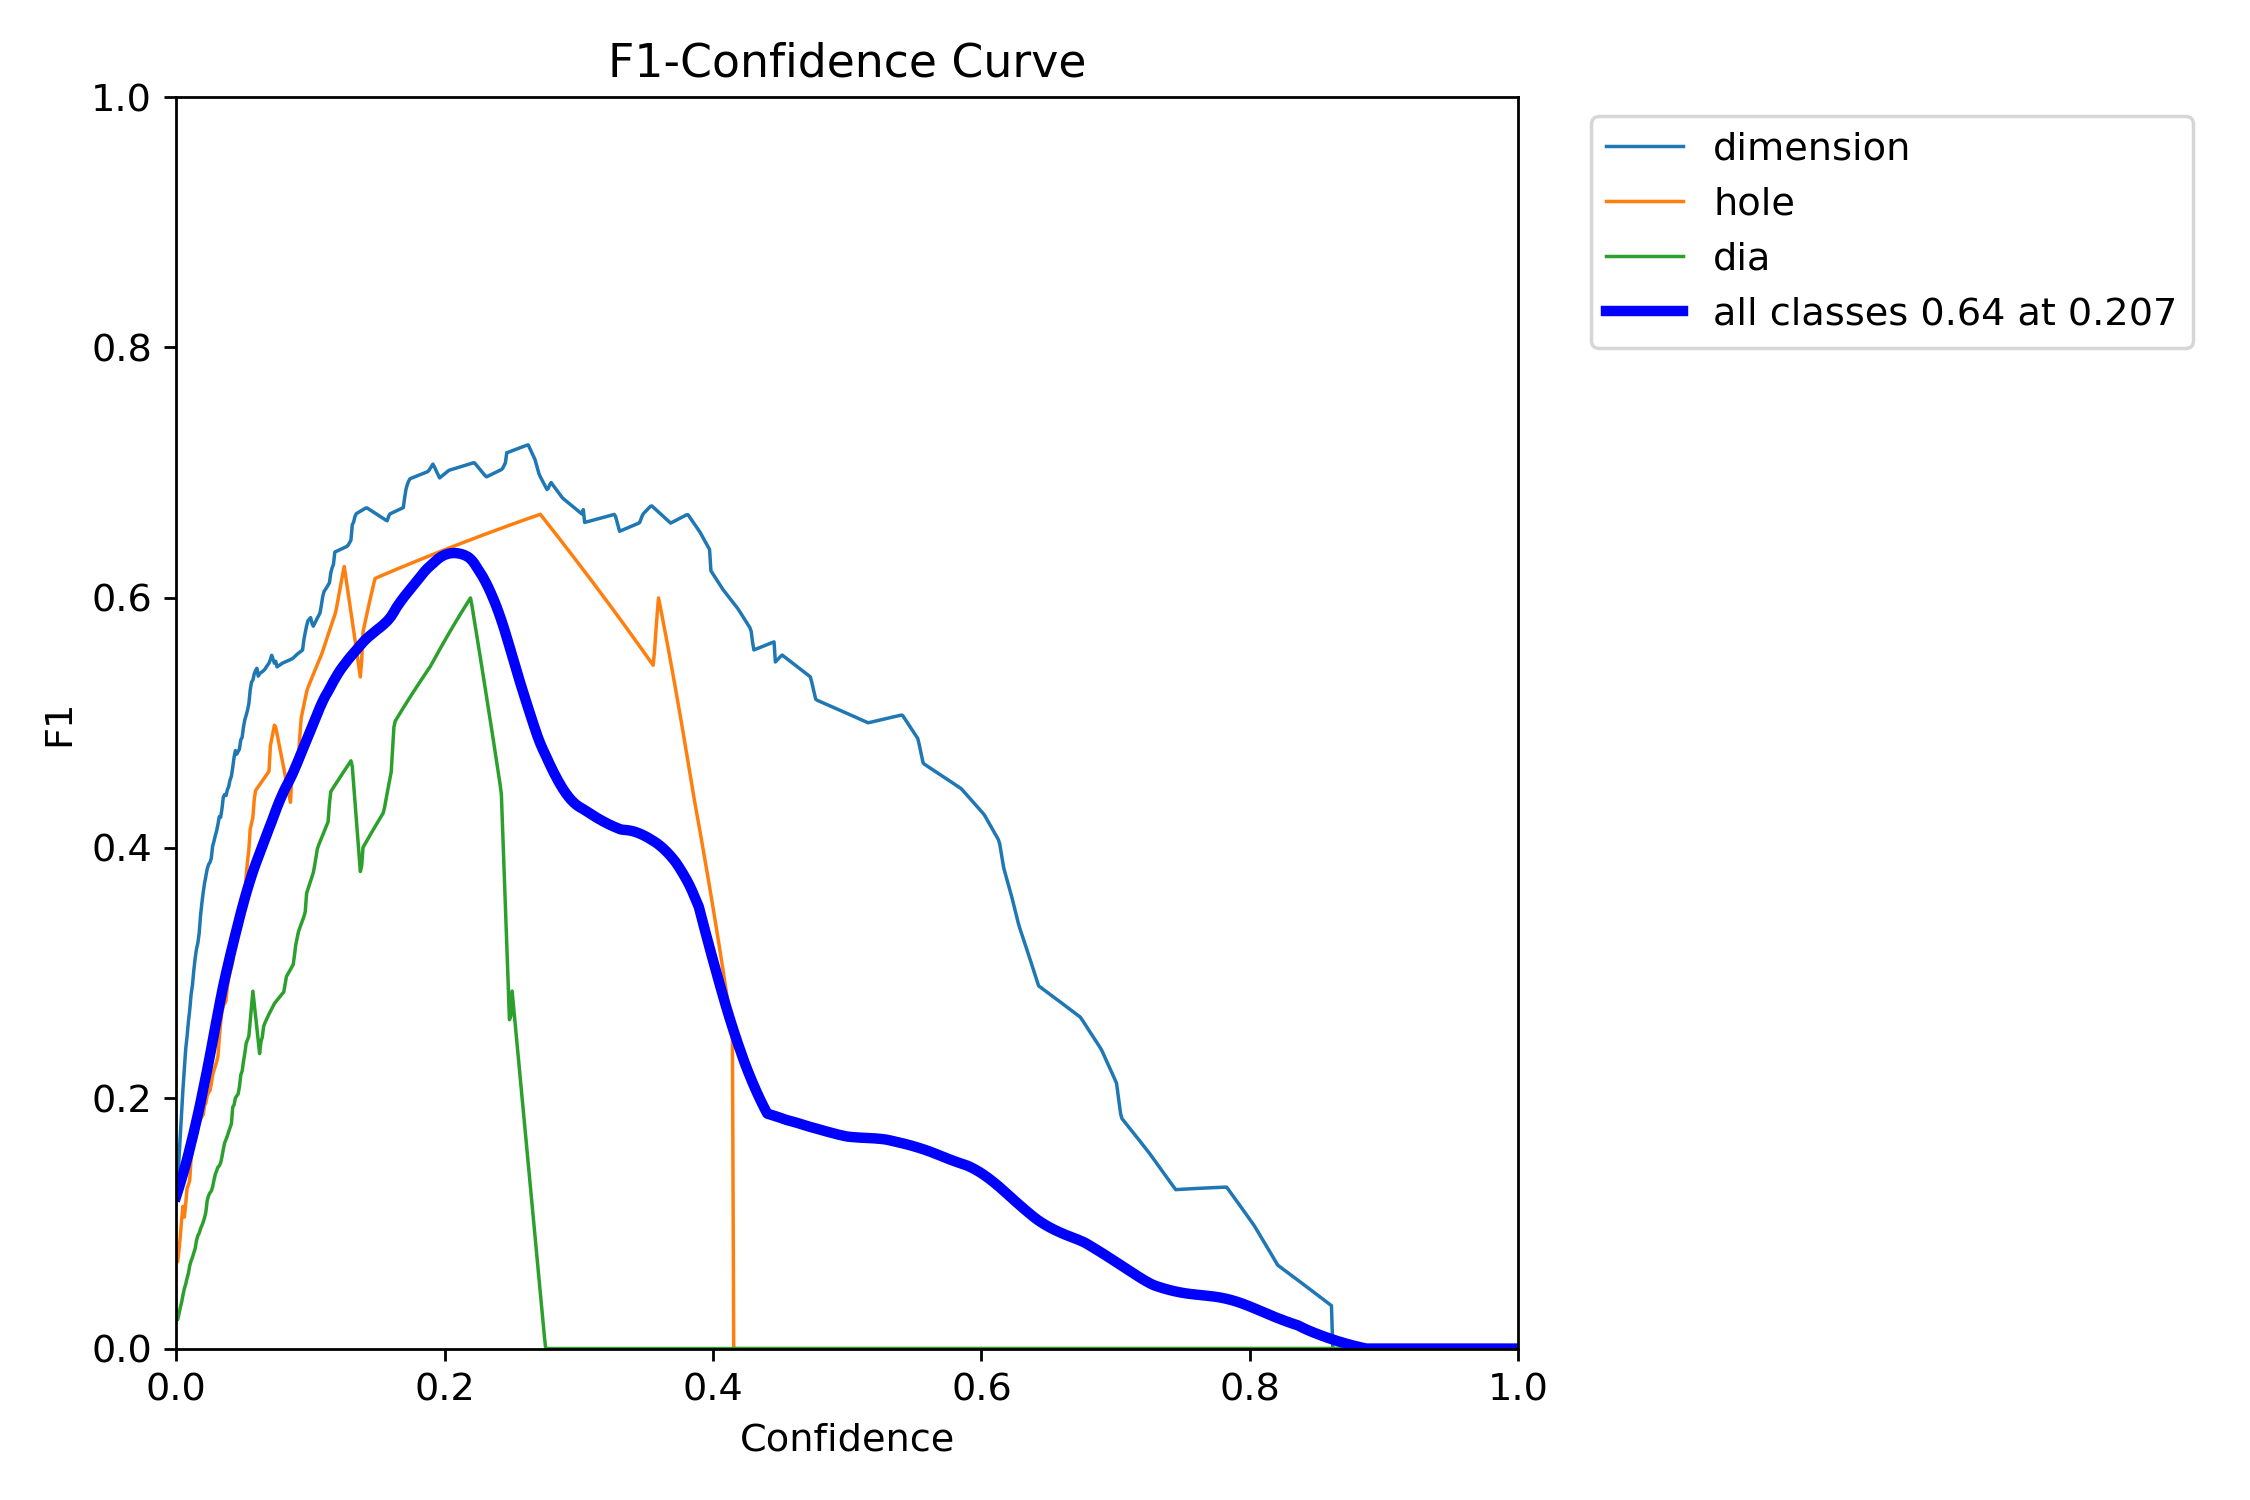 F1-Confidence Curve
1.0
0.8
0.6
0.4
0.2
0.0
F1
0.0 0.2 0.4 0.6 0.8 1.0
Confidence
dimension
hole
dia
all classes 0.64 at 0.207